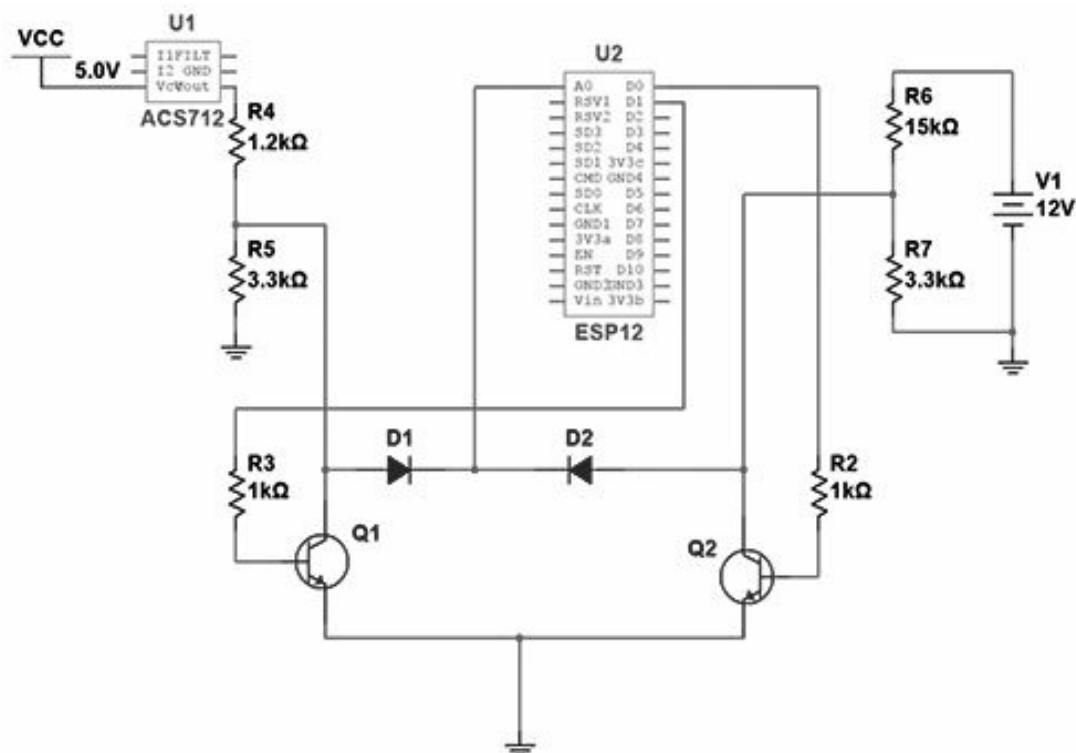 U1
VCC
5.0V
I1FILT
I2 GND
VcVout
ACS712
R4
1.2kΩ
R5
3.3kΩ
U2
A0 D0
RSV1 D1
RSV2 D2
SD3 D3
SD2 D4
SD1 3V3c
CMD GND4
SD0 D5
CLK D6
GND1 D7
3V3a D8
EN D9
RST D10
GND2GND3
Vin 3V3b
ESP12
R6
15kΩ
V1
12V
R7
3.3kΩ
D1
D2
R3
1kΩ
R2
1kΩ
Q1
Q2